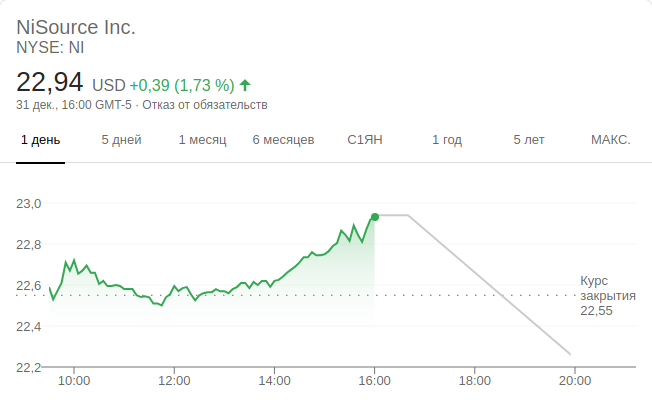 NiSource Inc.
NYSE: NI
22,94 USD +0,39 (1,73 %)
31 дек., 16:00 GMT-5 · Отказ от обязательств
1 день 5 дней 1 месяц 6 месяцев С1ЯН 1 год 5 лет МАКС.
23,0
22,8
22,6
22,4
22,2
Курс
закрытия
22,55
10:00 12:00 14:00 16:00 18:00 20:00